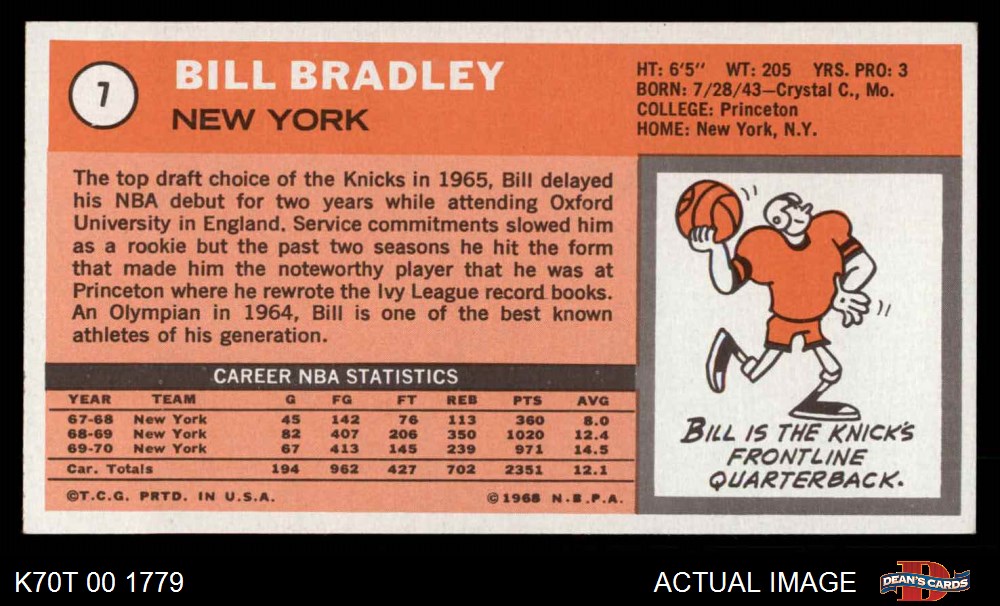 7
BILL BRADLEY
NEW YORK
HT: 6'5'' WT: 205 YRS. PRO: 3
BORN: 7/28/43—Crystal C., Mo.
COLLEGE: Princeton
HOME: New York, N.Y.
The top draft choice of the Knicks in 1965, Bill delayed
his NBA debut for two years while attending Oxford
University in England. Service commitments slowed him
as a rookie but the past two seasons he hit the form
that made him the noteworthy player that he was at
Princeton where he rewrote the Ivy League record books.
An Olympian in 1964, Bill is one of the best known
athletes of his generation.
CAREER NBA STATISTICS
YEAR TEAM G FG FT REB PTS AVG
67-68 New York 45 142 76 113 360 8.0
68-69 New York 82 407 206 350 1020 12.4
69-70 New York 67 413 145 239 971 14.5
Car. Totals 194 962 427 702 2351 12.1
©T.C.G. PRTD. IN U.S.A. ©1968 N.B.P.A.
BILL IS THE KNICK'S
FRONTLINE
QUARTERBACK.
K70T 00 1779
ACTUAL IMAGE
D
DEAN'S CARDS